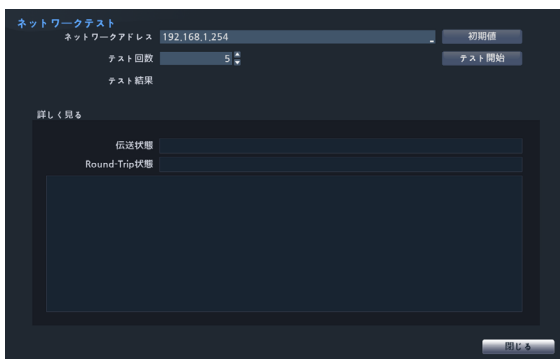 ネットワークテスト
ネットワークアドレス 192.168.1.254 初期値
テスト回数 5 テスト開始
テスト結果
詳しく見る
伝送状態
Round-Trip状態
閉じる